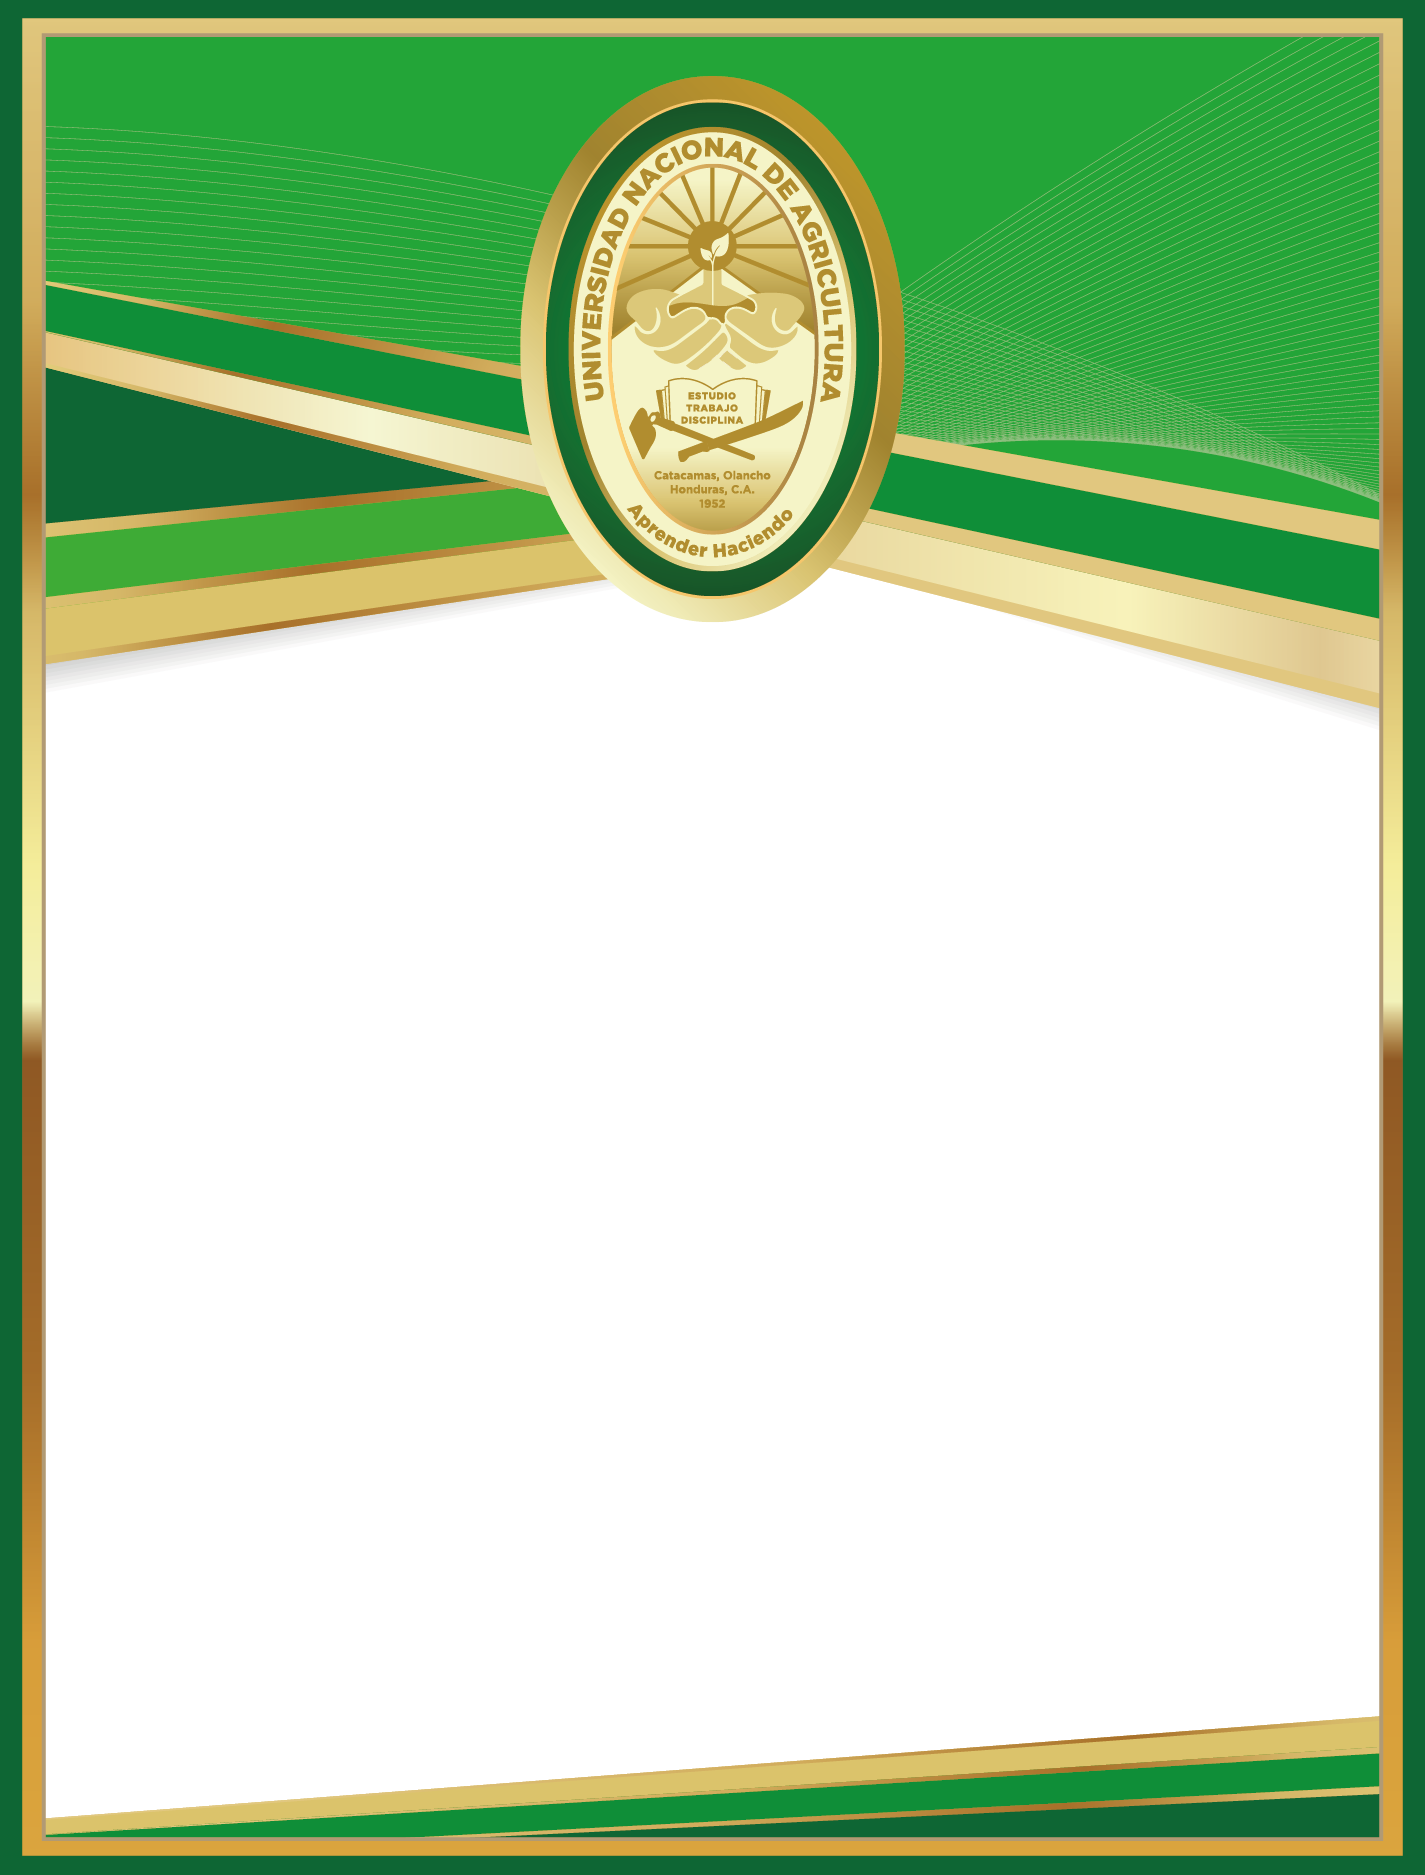 UNIVERSIDAD NACIONAL DE AGRICULTURA
ESTUDIO
TRABAJO
DISCIPLINA
Catacamas, Olancho
Honduras, C.A.
1952
Aprender Haciendo